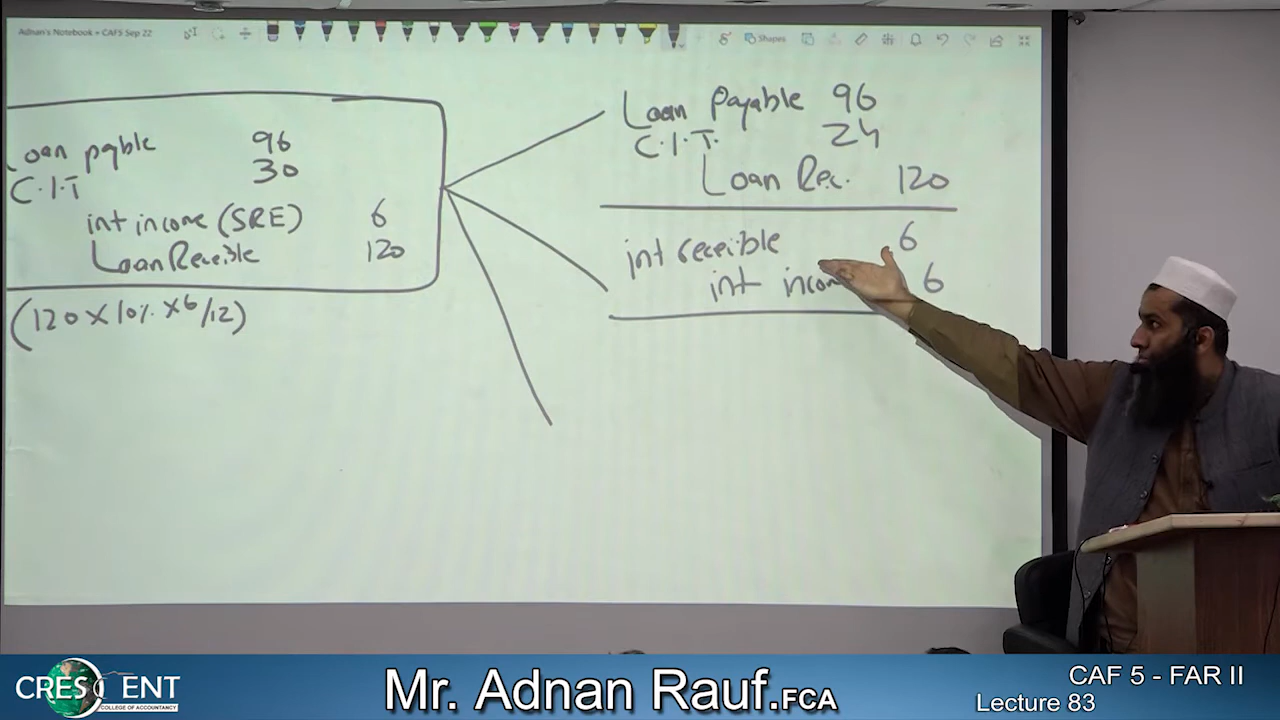 Adnan's Notebook • CAF5 Sep 22
Shapes
Loan pyble 96
C.I.T 30
int income (SRE) 6
Loan Receible 120
(120 X 10% X 6/12)
Loan Payable 96
C.I.T. 24
Loan Rec. 120
int receible 6
int income 6
CRESCENT
COLLEGE OF ACCOUNTANCY
Mr. Adnan Rauf.FCA
CAF 5 - FAR II
Lecture 83